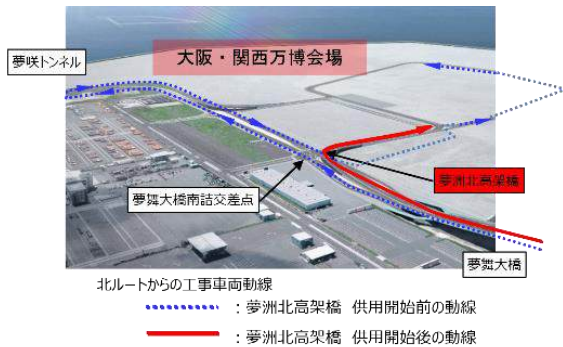 大阪・関西万博会場
夢咲トンネル
夢洲北高架橋
夢舞大橋南詰交差点
夢舞大橋
北ルートからの工事車両動線
：夢洲北高架橋 供用開始前の動線
：夢洲北高架橋 供用開始後の動線